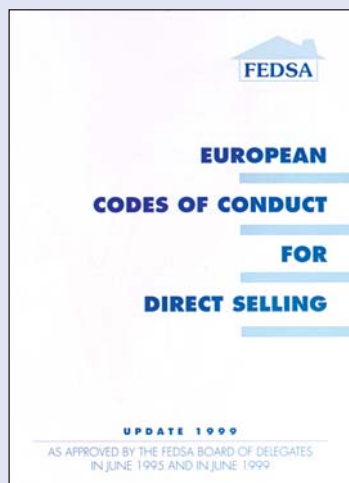 FEDSA
EUROPEAN
CODES OF CONDUCT
FOR
DIRECT SELLING
UPDATE 1999
AS APPROVED BY THE FEDSA BOARD OF DELEGATES
IN JUNE 1995 AND IN JUNE 1999